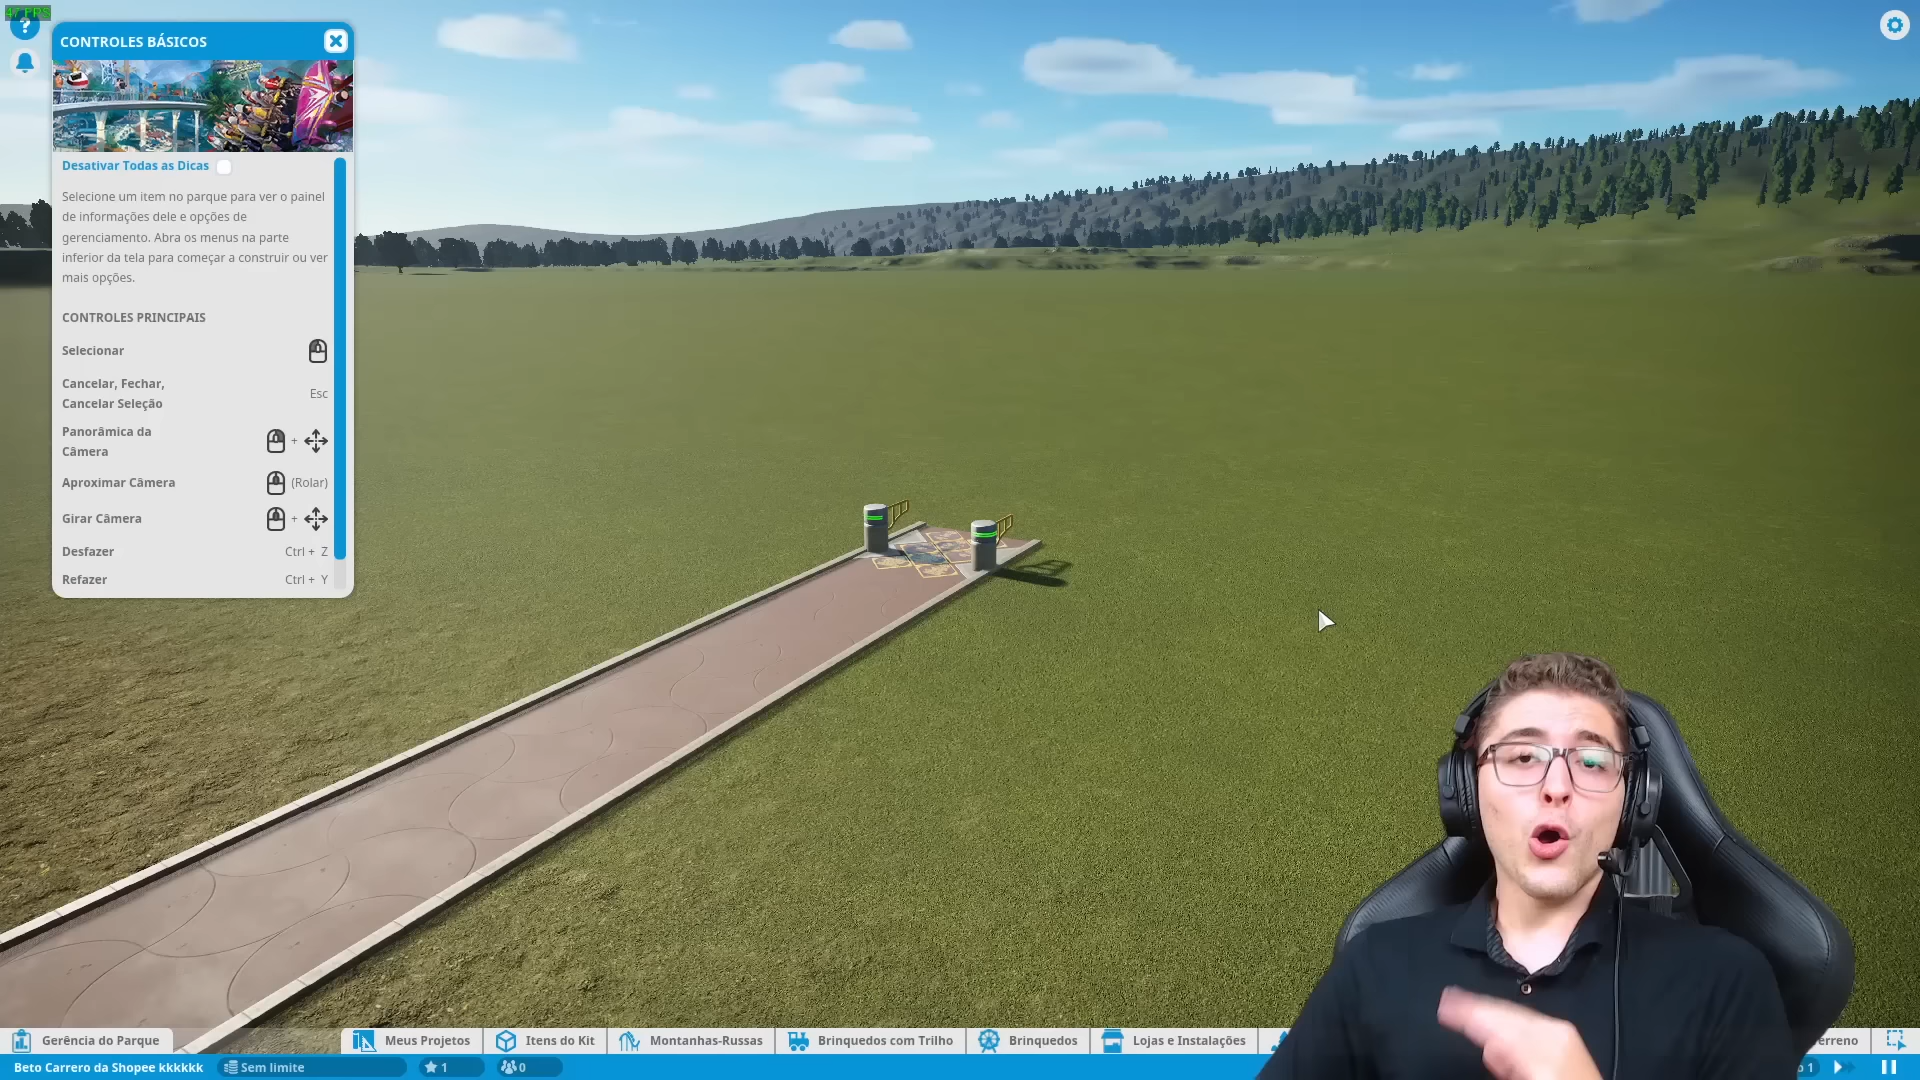 47 FPS
CONTROLES BÁSICOS
Desativar Todas as Dicas
Selecione um item no parque para ver o painel
de informações dele e opções de
gerenciamento. Abra os menus na parte
inferior da tela para começar a construir ou ver
mais opções.
CONTROLES PRINCIPAIS
Selecionar
Cancelar, Fechar,
Cancelar Seleção
Esc
Panorâmica da
Câmera
+
Aproximar Câmera (Rolar)
Girar Câmera +
Desfazer Ctrl + Z
Refazer Ctrl + Y
Gerência do Parque Meus Projetos Itens do Kit Montanhas-Russas Brinquedos com Trilho Brinquedos Lojas e Instalações erreno
Beto Carrero da Shopee kkkkkk Sem limite 1 0 1